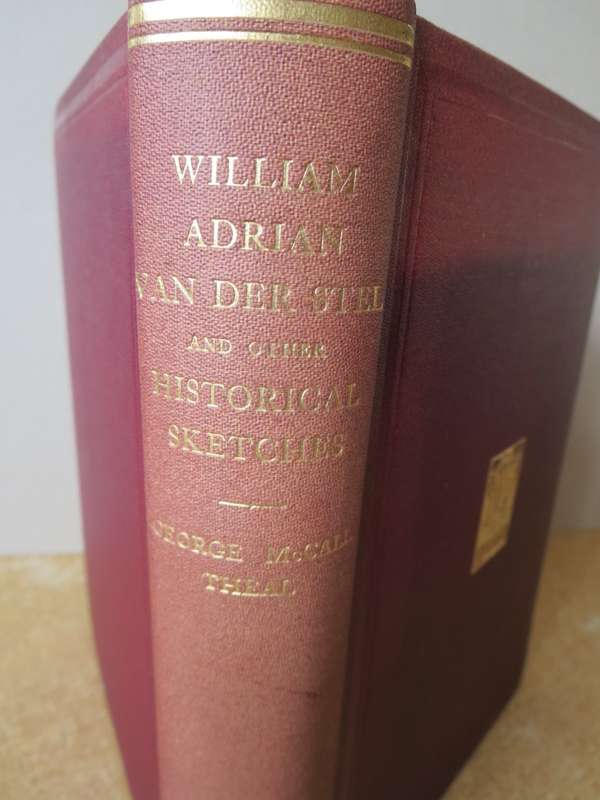 WILLIAM
ADRIAN
VAN DER STEL
AND OTHER
HISTORICAL
SKETCHES
GEORGE McCALL
THEAL